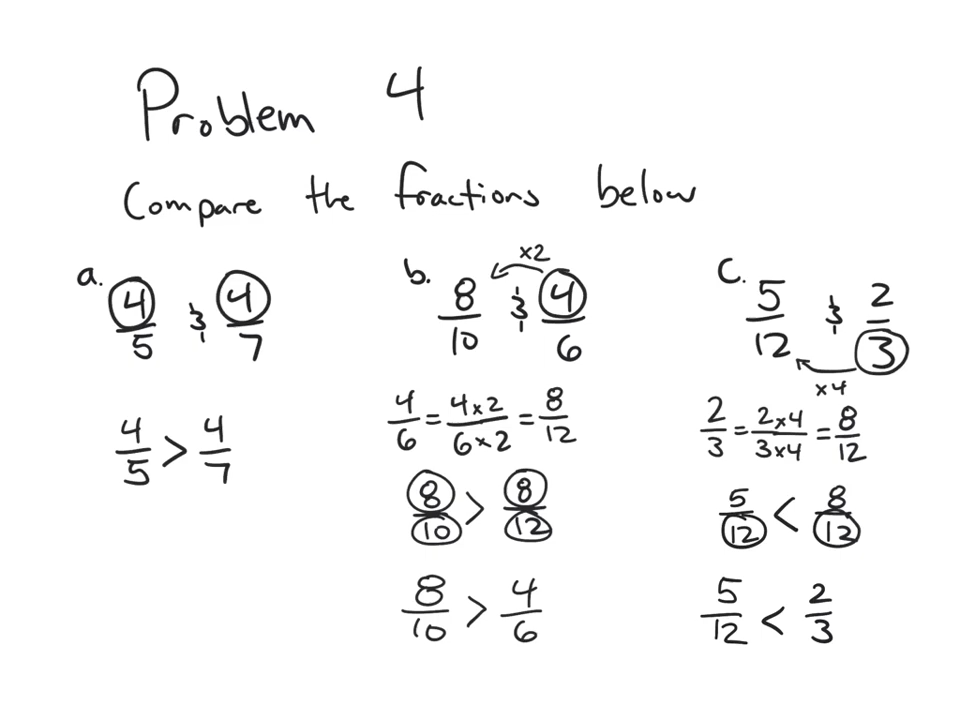 Problem 4
Compare the fractions below
a. 4/5 & 4/7
4/5 > 4/7
b. 8/10 & 4/6
×2
4/6 = 4×2/6×2 = 8/12
8/10 > 8/12
8/10 > 4/6
c. 5/12 & 2/3
×4
2/3 = 2×4/3×4 = 8/12
5/12 < 8/12
5/12 < 2/3